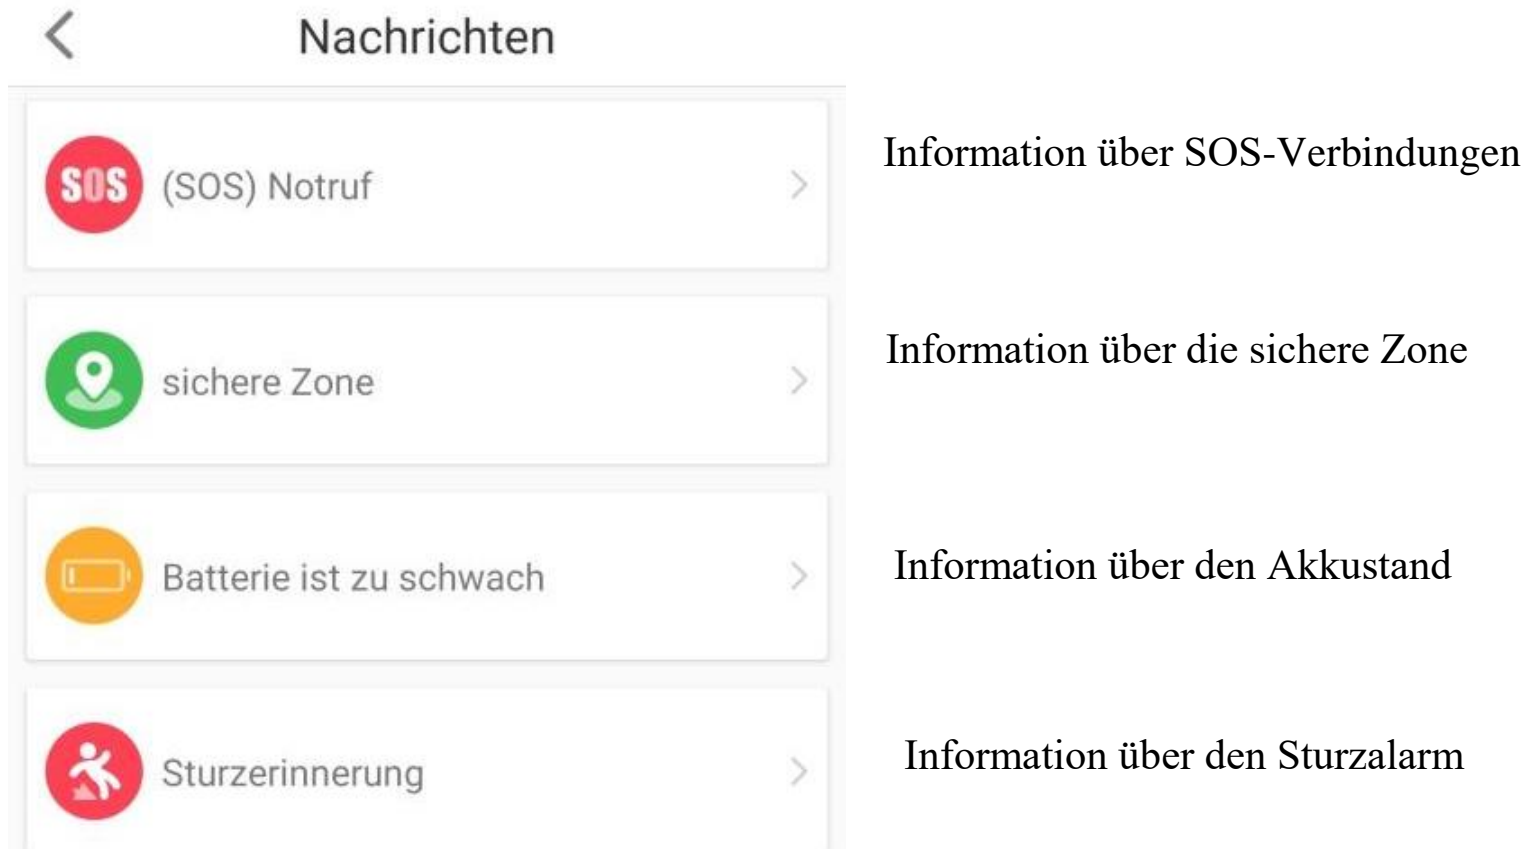 Nachrichten
SOS
(SOS) Notruf
Information über SOS-Verbindungen
sichere Zone
Information über die sichere Zone
Batterie ist zu schwach
Information über den Akkustand
Sturzerinnerung
Information über den Sturzalarm